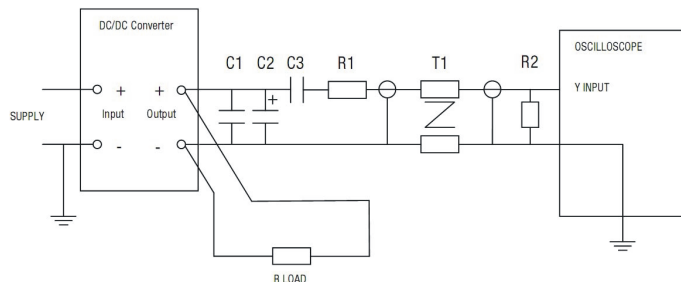 DC/DC Converter
C1 C2 C3 R1 T1 R2
OSCILLOSCOPE
+ + +
Y INPUT
SUPPLY
Input Output
- -
R LOAD